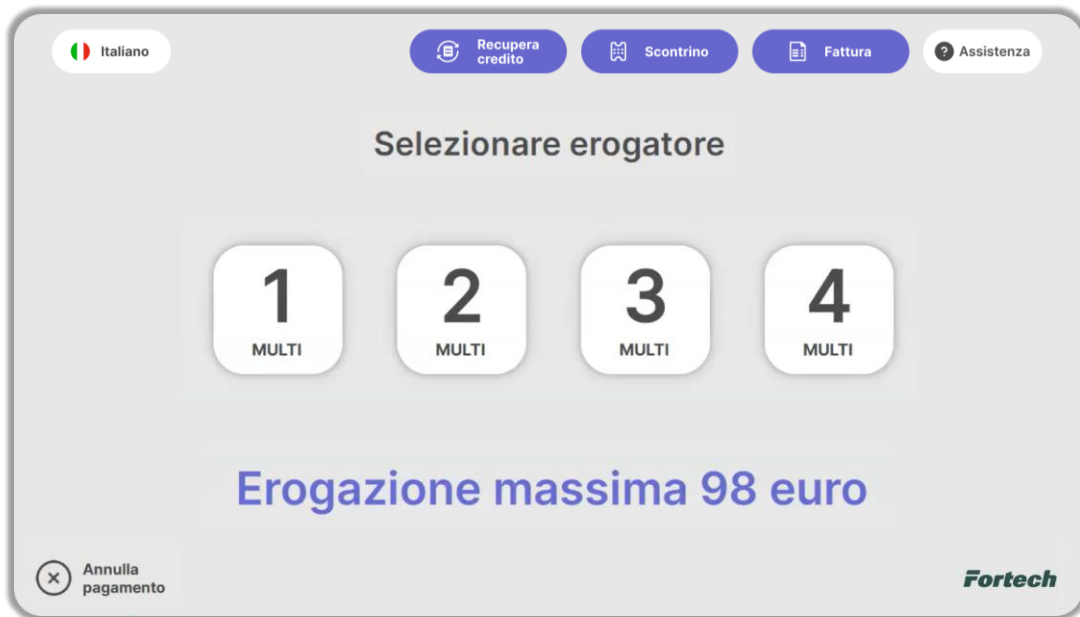 Italiano
Recupera
credito
Scontrino
Fattura
? Assistenza
Selezionare erogatore
1
MULTI
2
MULTI
3
MULTI
4
MULTI
Erogazione massima 98 euro
Annulla
pagamento
Fortech